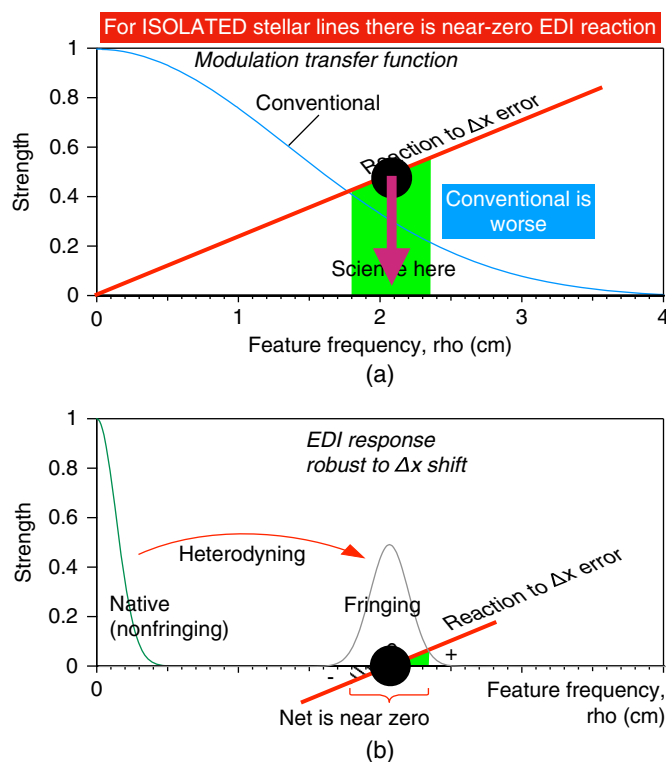 For ISOLATED stellar lines there is near-zero EDI reaction
1
Modulation transfer function
0.8
Conventional
Reaction to Δx error
0.6
Strength
0.4
Conventional is
worse
0.2
Science here
0
0
1
2
3
4
Feature frequency, rho (cm)
(a)
1
EDI response
robust to Δx shift
0.8
0.6
Strength
Heterodyning
0.4
Reaction to Δx error
Native
(nonfringing)
Fringing
0.2
0
-
+
0
Feature frequency,
rho (cm)
Net is near zero
(b)